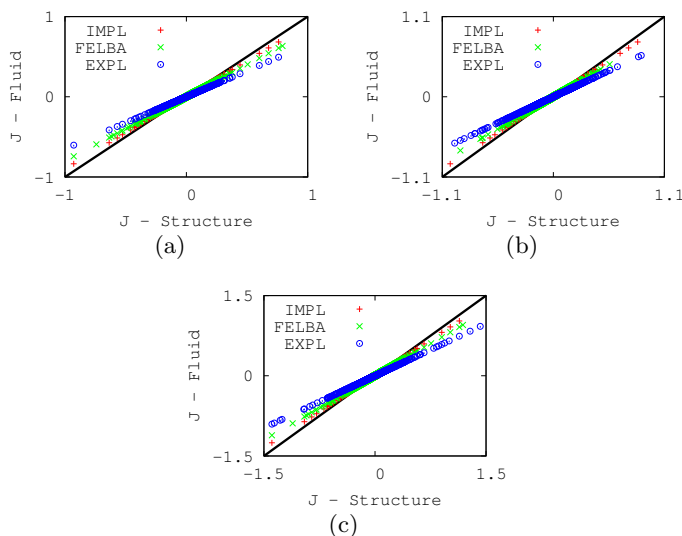 1
IMPL
FELBA
EXPL
J − Fluid
0
−1
−1
0
1
J − Structure
(a)
1.1
IMPL
FELBA
EXPL
J − Fluid
0
−1.1
−1.1
0
1.1
J − Structure
(b)
1.5
IMPL
FELBA
EXPL
J − Fluid
0
−1.5
−1.5
0
1.5
J − Structure
(c)